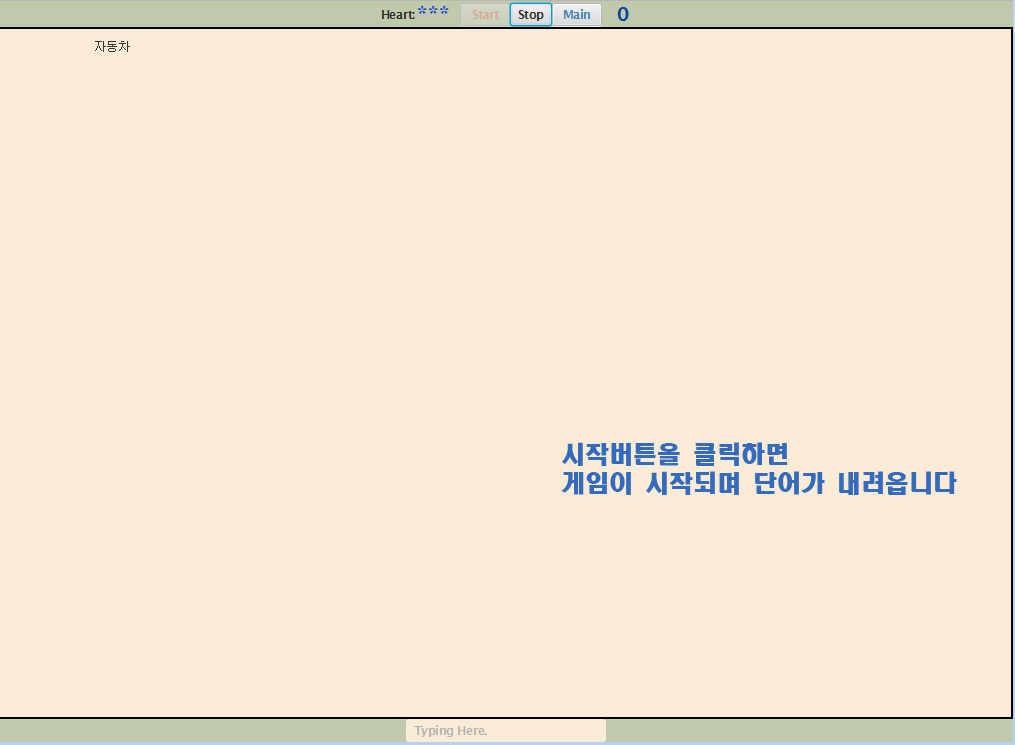 Heart: *** Start Stop Main 0
자동차
시작버튼을 클릭하면
게임이 시작되며 단어가 내려옵니다
Typing Here.